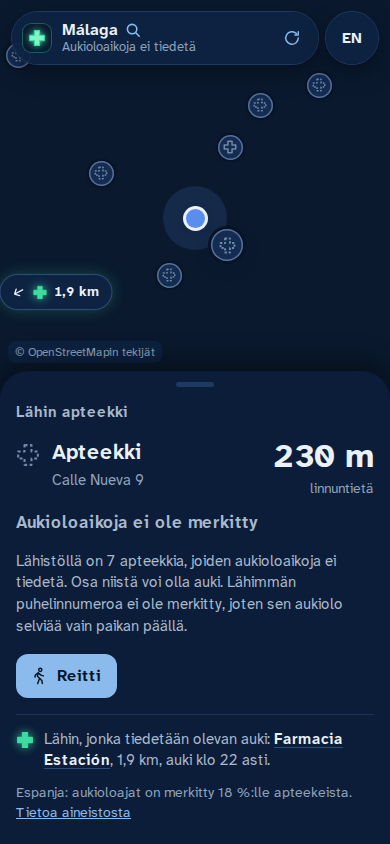 Málaga
Aukioloaikoja ei tiedetä
EN
1,9 km
© OpenStreetMapin tekijät
Lähin apteekki
Apteekki
230 m
Calle Nueva 9
linnuntietä
Aukioloaikoja ei ole merkitty
Lähistöllä on 7 apteekkia, joiden aukioloaikoja ei
tiedetä. Osa niistä voi olla auki. Lähimmän
puhelinnumeroa ei ole merkitty, joten sen aukiolo
selviää vain paikan päällä.
Reitti
Lähin, jonka tiedetään olevan auki: Farmacia
Estación, 1,9 km, auki klo 22 asti.
Espanja: aukioloajat on merkitty 18 %:lle apteekeista.
Tietoa aineistosta